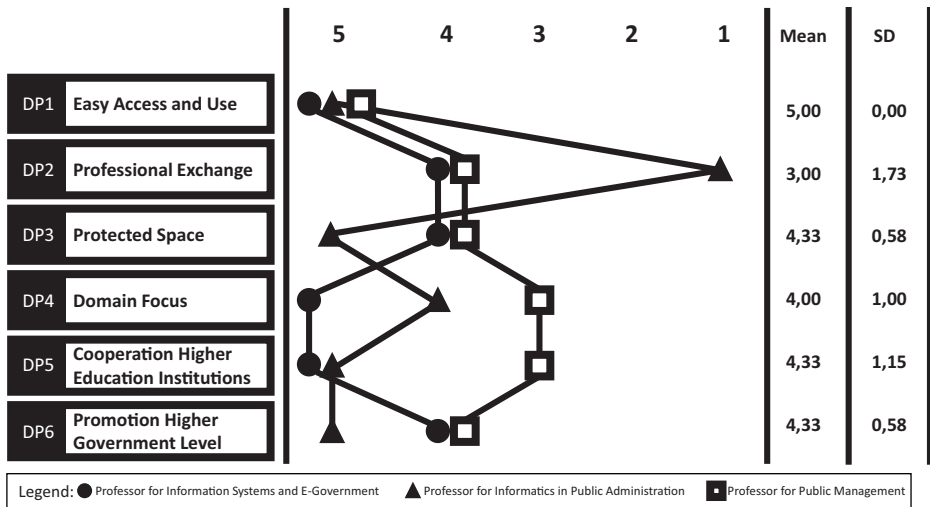 5 4 3 2 1 Mean SD
DP1 Easy Access and Use 5,00 0,00
DP2 Professional Exchange 3,00 1,73
DP3 Protected Space 4,33 0,58
DP4 Domain Focus 4,00 1,00
DP5 Cooperation Higher
Education Institutions 4,33 1,15
DP6 Promotion Higher
Government Level 4,33 0,58
Legend: Professor for Information Systems and E-Government Professor for Informatics in Public Administration Professor for Public Management